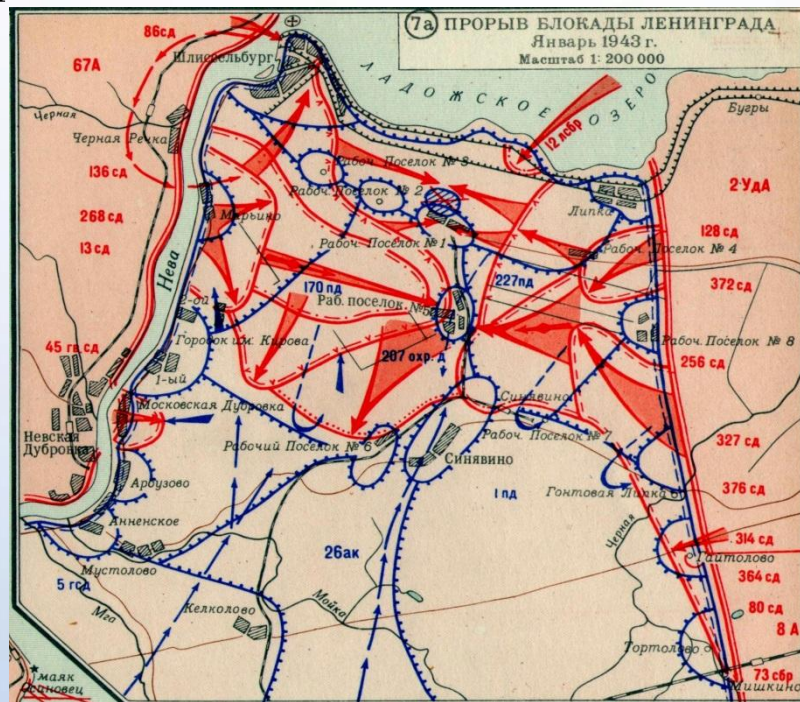 7а ПРОРЫВ БЛОКАДЫ ЛЕНИНГРАДА
Январь 1943 г.
Масштаб 1: 200 000
86сд
67А
Шлиссельбург
ЛАДОЖСКОЕ ОЗЕРО
Бугры
Черная
Черная Речка
12 лсбр
Рабоч. Поселок № 3
136 сд
Рабоч. Поселок № 2
2 УдА
268 сд
Марьино
Липка
13 сд
128 сд
Рабоч. Поселок № 1
Рабоч. Поселок № 4
Нева
170 пд
227пд
372 сд
2-ой
Раб. поселок. №5
Городок им. Кирова
Рабоч. Поселок № 8
45 гв.сд
207 охр. д
256 сд
1-ый
Синявино
Московская Дубровка
Невская
Дубровка
Рабочий Поселок № 6
Рабоч. Поселок № 7
327 сд
Синявино
Арбузово
1 пд
Гонтовая Липка
376 сд
Анненское
Черная
314 сд
Мустолово
26ак
Гайтолово
5 гсд
364 сд
Мга
Келколово
Мойка
80 сд
8 А
Тортолово
маяк
Осиновец
73 сбр
Мишкино